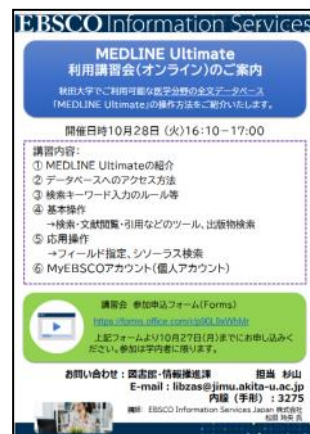 EBSCO Information Services
MEDLINE Ultimate
利用講習会(オンライン)のご案内
秋田大学でご利用可能な医学分野の全文データベース
「MEDLINE Ultimate」の操作方法をご紹介いたします。
開催日時10月28日 (火)16:10-17:00
講習内容:
① MEDLINE Ultimateの紹介
② データベースへのアクセス方法
③ 検索キーワード入力のルール等
④ 基本操作
→検索・文献閲覧・引用などのツール、出版物検索
⑤ 応用操作
→フィールド指定、シソーラス検索
⑥ MyEBSCOアカウント(個人アカウント)
講習会 参加申込フォーム(Forms)
上記フォームより10月27日(月)までにお申し込みく
ださい。参加は学内者に限ります。
お問い合わせ:図書館・情報推進課 担当 杉山
E-mail:libzas@jimu.akita-u.ac.jp
内線(手形):3275
講師: EBSCO Information Services Japan 株式会社